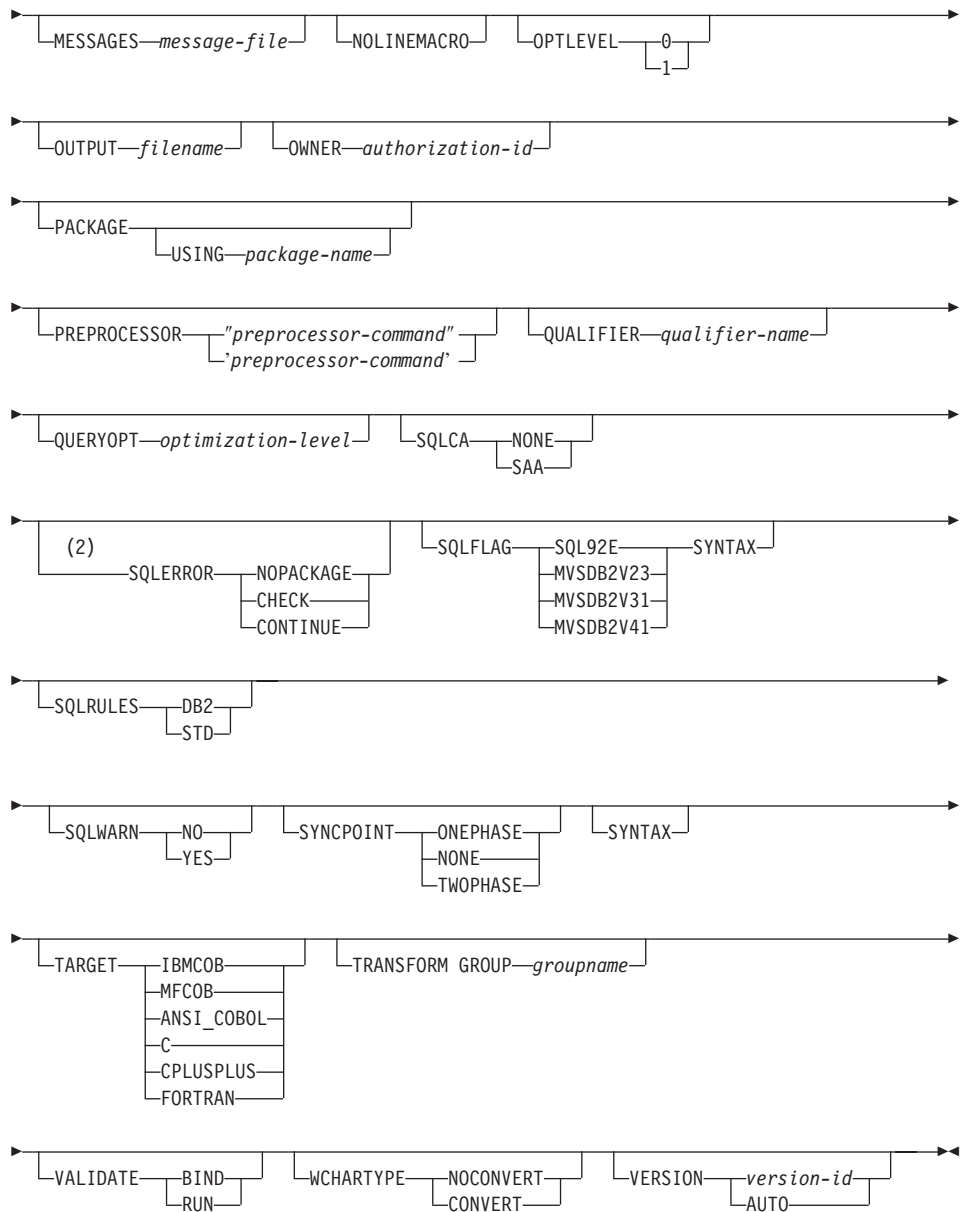 MESSAGES message-file NOLINEMACRO OPTLEVEL 0
1
OUTPUT filename OWNER authorization-id
PACKAGE
USING package-name
PREPROCESSOR "preprocessor-command" QUALIFIER qualifier-name
'preprocessor-command'
QUERYOPT optimization-level SQLCA NONE
SAA
(2) SQLFLAG SQL92E SYNTAX
SQLERROR NOPACKAGE MVSDB2V23
CHECK MVSDB2V31
CONTINUE MVSDB2V41
SQLRULES DB2
STD
SQLWARN NO SYNCPOINT ONEPHASE SYNTAX
YES NONE
TWOPHASE
TARGET IBMCOB TRANSFORM GROUP groupname
MFCOB
ANSI_COBOL
C
CPLUSPLUS
FORTRAN
VALIDATE BIND WCHARTYPE NOCONVERT VERSION version-id
RUN CONVERT AUTO